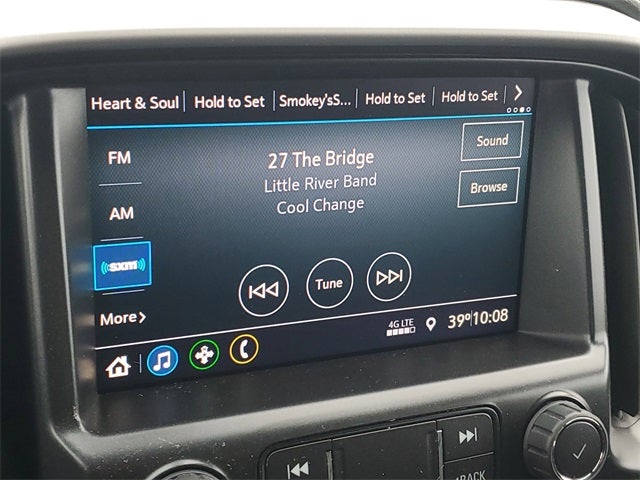 Heart & Soul Hold to Set Smokey'sS... Hold to Set Hold to Set
FM
27 The Bridge
Sound
Little River Band
Browse
AM
Cool Change
SXM
Tune
More
4G LTE
39° 10:08
BACK